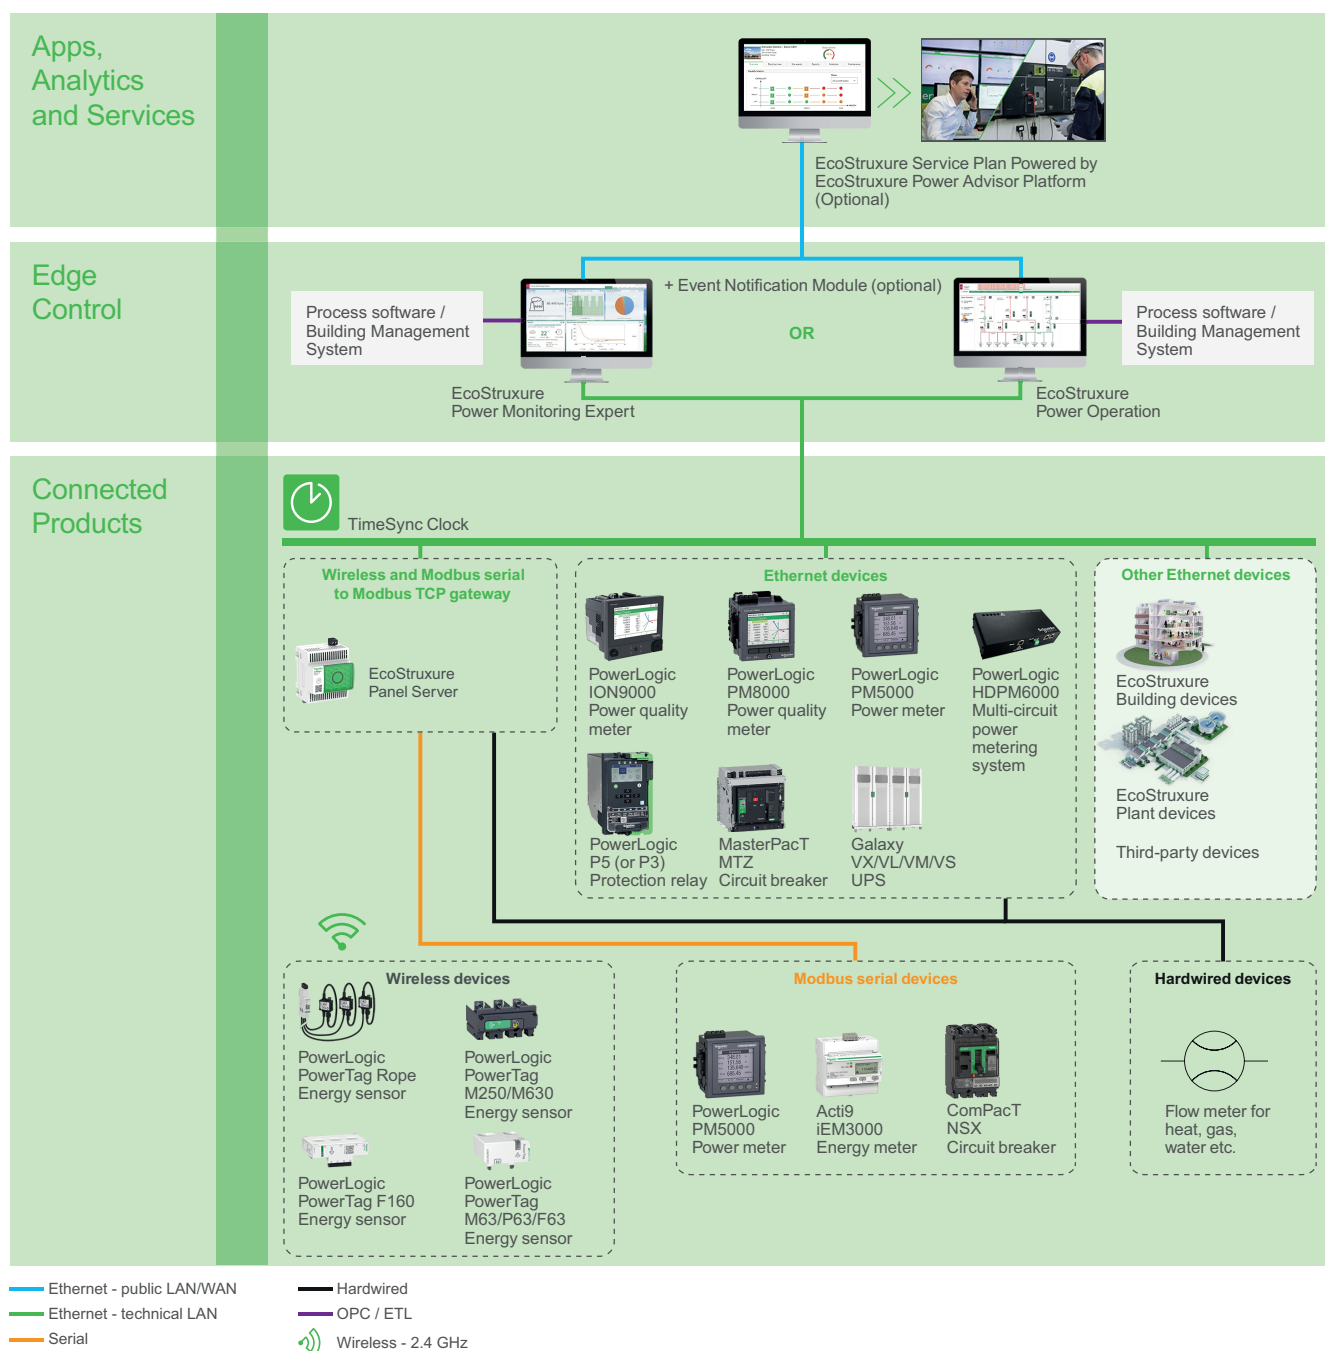 Apps,
Analytics
and Services
EcoStruxure Service Plan Powered by
EcoStruxure Power Advisor Platform
(Optional)
Edge
Control
+ Event Notification Module (optional)
Process software /
Building Management
System
OR
Process software /
Building Management
System
EcoStruxure
Power Monitoring Expert
EcoStruxure
Power Operation
Connected
Products
TimeSync Clock
Wireless and Modbus serial
to Modbus TCP gateway
EcoStruxure
Panel Server
Ethernet devices
PowerLogic
ION9000
Power quality
meter
PowerLogic
PM8000
Power quality
meter
PowerLogic
PM5000
Power meter
PowerLogic
HDPM6000
Multi-circuit
power
metering
system
PowerLogic
P5 (or P3)
Protection relay
MasterPacT
MTZ
Circuit breaker
Galaxy
VX/VL/VM/VS
UPS
Other Ethernet devices
EcoStruxure
Building devices
EcoStruxure
Plant devices
Third-party devices
Wireless devices
PowerLogic
PowerTag Rope
Energy sensor
PowerLogic
PowerTag
M250/M630
Energy sensor
PowerLogic
PowerTag F160
Energy sensor
PowerLogic
PowerTag
M63/P63/F63
Energy sensor
Modbus serial devices
PowerLogic
PM5000
Power meter
Acti9
iEM3000
Energy meter
ComPacT
NSX
Circuit breaker
Hardwired devices
Flow meter for
heat, gas,
water etc.
Ethernet - public LAN/WAN
Ethernet - technical LAN
Serial
Hardwired
OPC / ETL
Wireless - 2.4 GHz